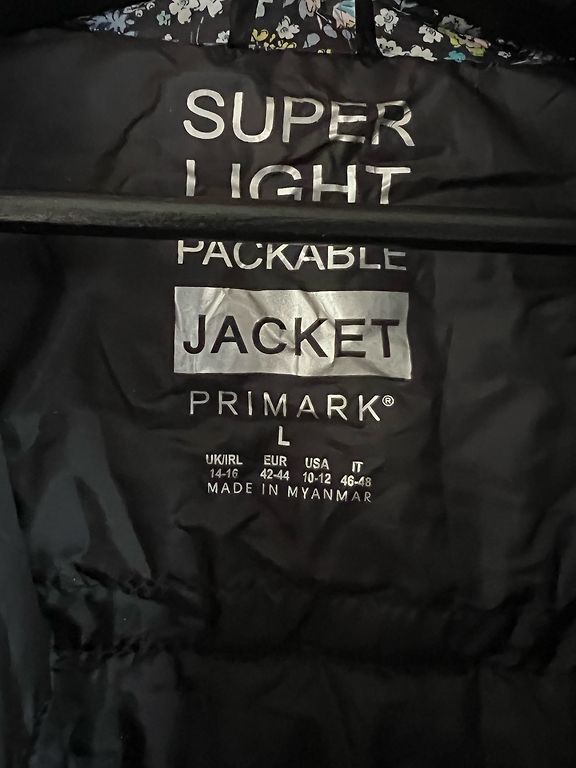 SUPER
LIGHT
PACKABLE
JACKET
PRIMARK®
L
UK/IRL EUR USA IT
14-16 42-44 10-12 46-48
MADE IN MYANMAR